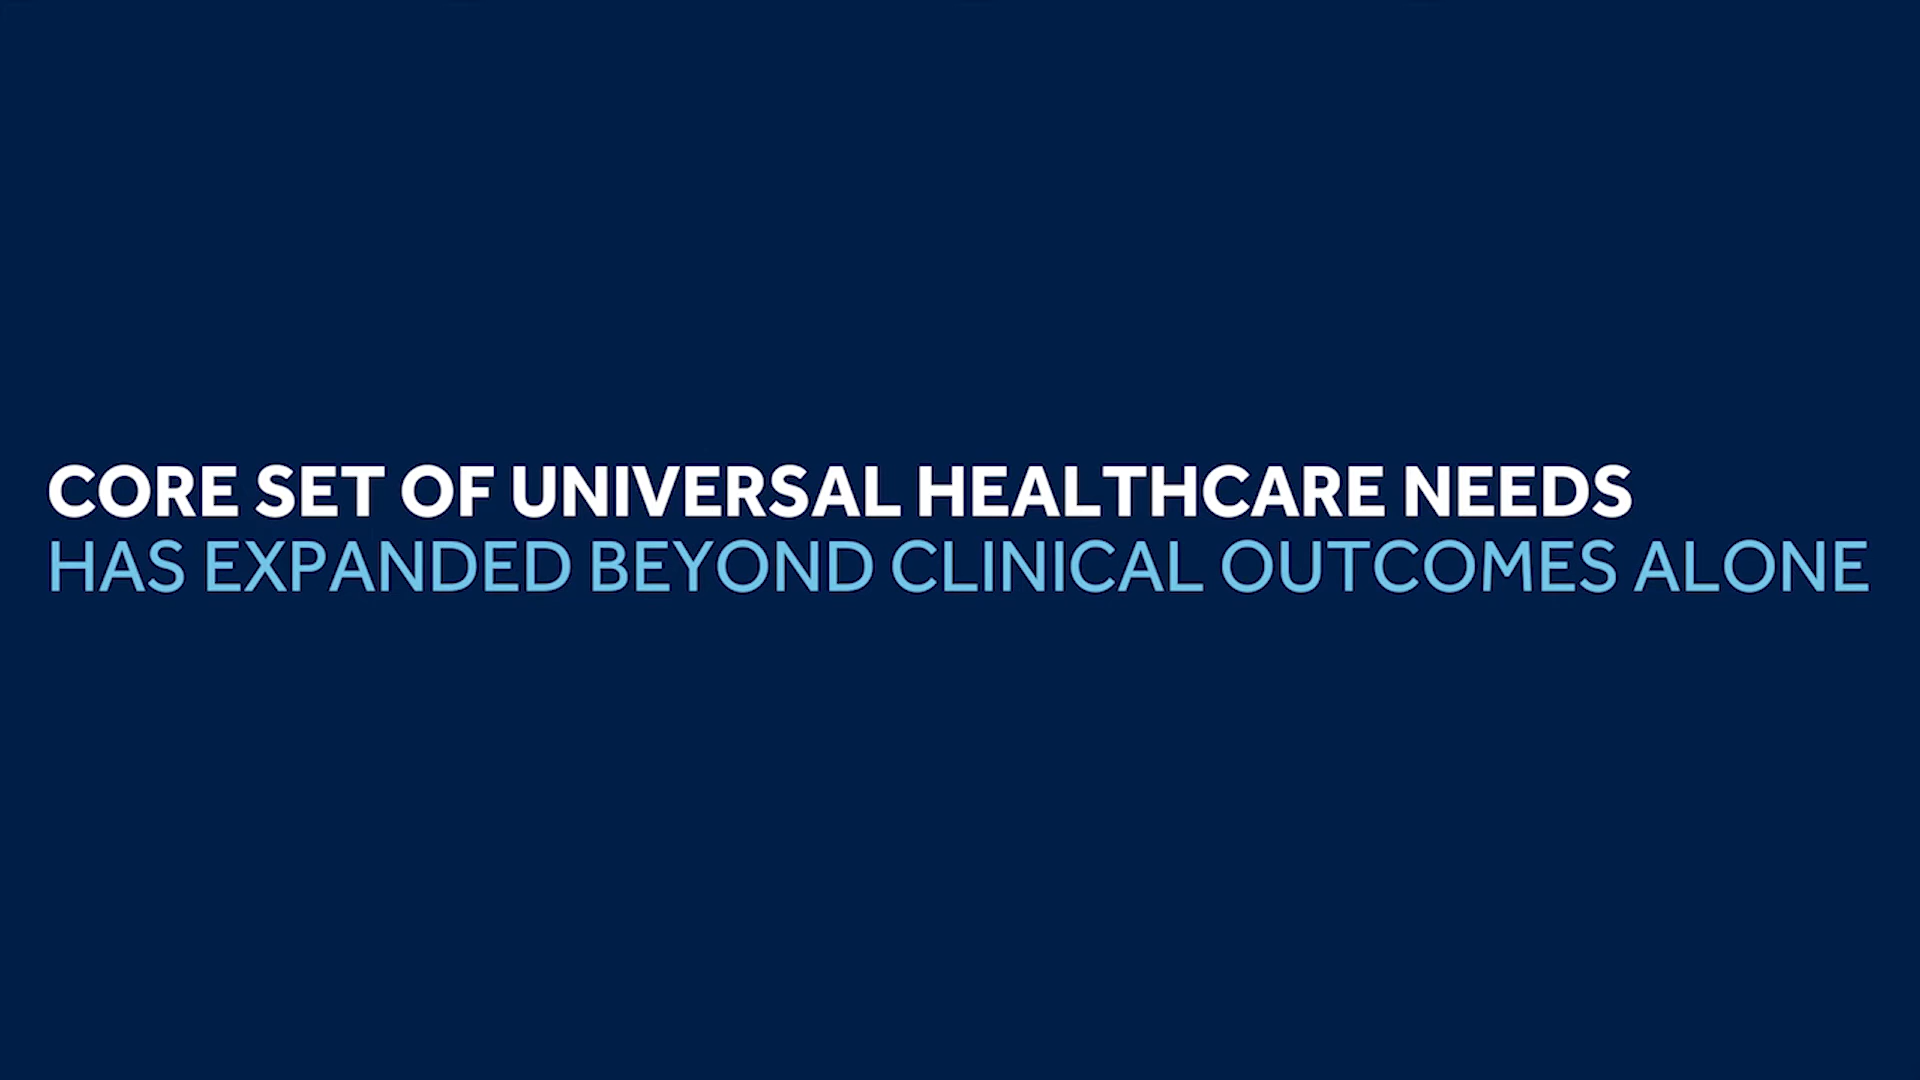 CORE SET OF UNIVERSAL HEALTHCARE NEEDS
HAS EXPANDED BEYOND CLINICAL OUTCOMES ALONE